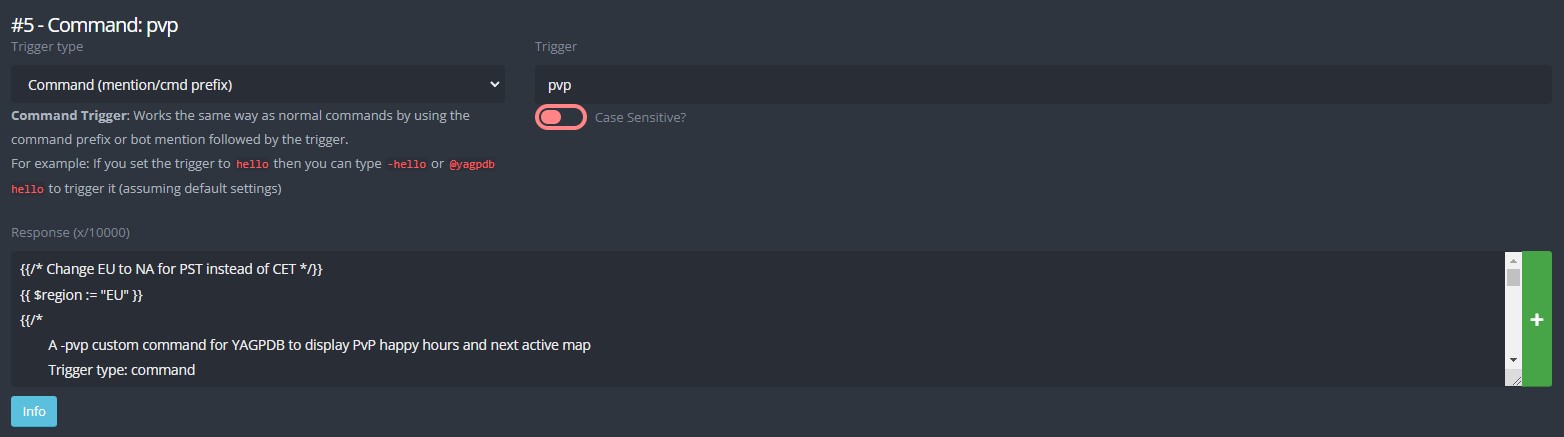 #5 - Command: pvp
Trigger type
Trigger
Command (mention/cmd prefix)
pvp
Command Trigger: Works the same way as normal commands by using the
command prefix or bot mention followed by the trigger.
For example: If you set the trigger to hello then you can type -hello or @yagpdb
hello to trigger it (assuming default settings)
Case Sensitive?
Response (x/10000)
{{/* Change EU to NA for PST instead of CET */}}
{{ $region := "EU" }}
{{/*
A -pvp custom command for YAGPDB to display PvP happy hours and next active map
Trigger type: command
+
Info